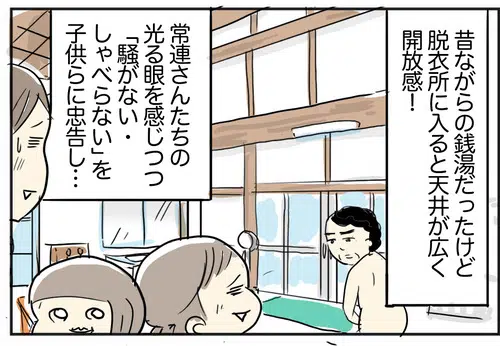 昔ながらの銭湯だったけど
脱衣所に入ると天井が広く
開放感！
常連さんたちの
光る眼を感じつつ
「騒がない・
しゃべらない」を
子供らに忠告し…